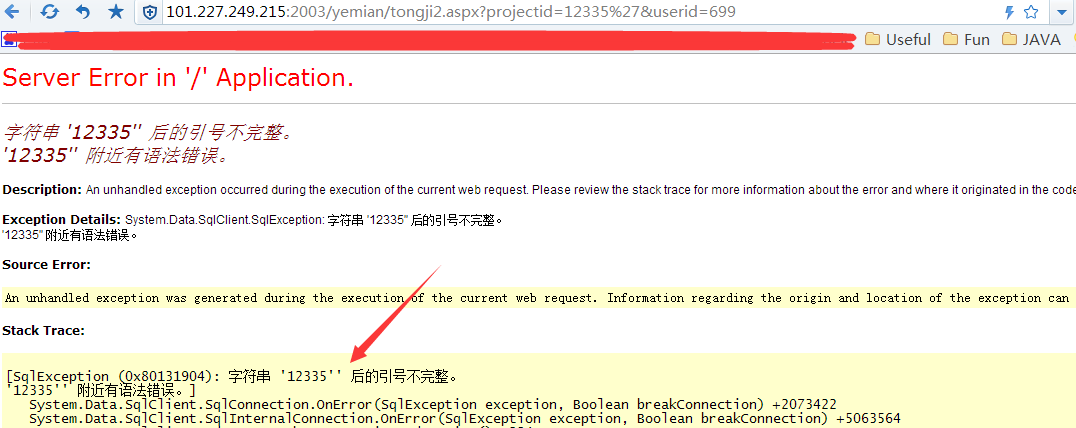 101.227.249.215:2003/yemian/tongji2.aspx?projectid=12335%27&userid=699
Useful Fun JAVA
Server Error in '/' Application.
字符串 '12335'' 后的引号不完整。
'12335'' 附近有语法错误。
Description: An unhandled exception occurred during the execution of the current web request. Please review the stack trace for more information about the error and where it originated in the code
Exception Details: System.Data.SqlClient.SqlException: 字符串 '12335'' 后的引号不完整。
'12335'' 附近有语法错误。
Source Error:
An unhandled exception was generated during the execution of the current web request. Information regarding the origin and location of the exception can
Stack Trace:
[SqlException (0x80131904): 字符串 '12335'' 后的引号不完整。
'12335'' 附近有语法错误。]
System.Data.SqlClient.SqlConnection.OnError(SqlException exception, Boolean breakConnection) +2073422
System.Data.SqlClient.SqlInternalConnection.OnError(SqlException exception, Boolean breakConnection) +5063564